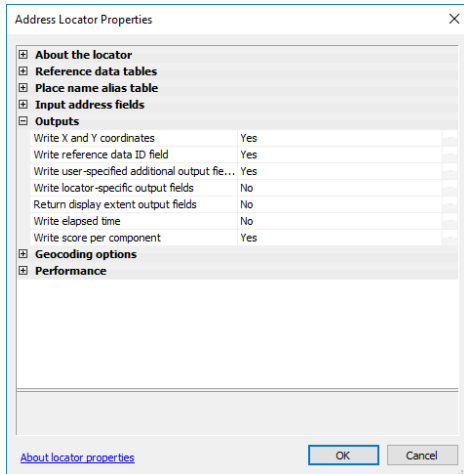 Address Locator Properties
About the locator
Reference data tables
Place name alias table
Input address fields
Outputs
Write X and Y coordinates Yes
Write reference data ID field Yes
Write user-specified additional output fie... Yes
Write locator-specific output fields No
Return display extent output fields No
Write elapsed time No
Write score per component Yes
Geocoding options
Performance
About locator properties OK Cancel